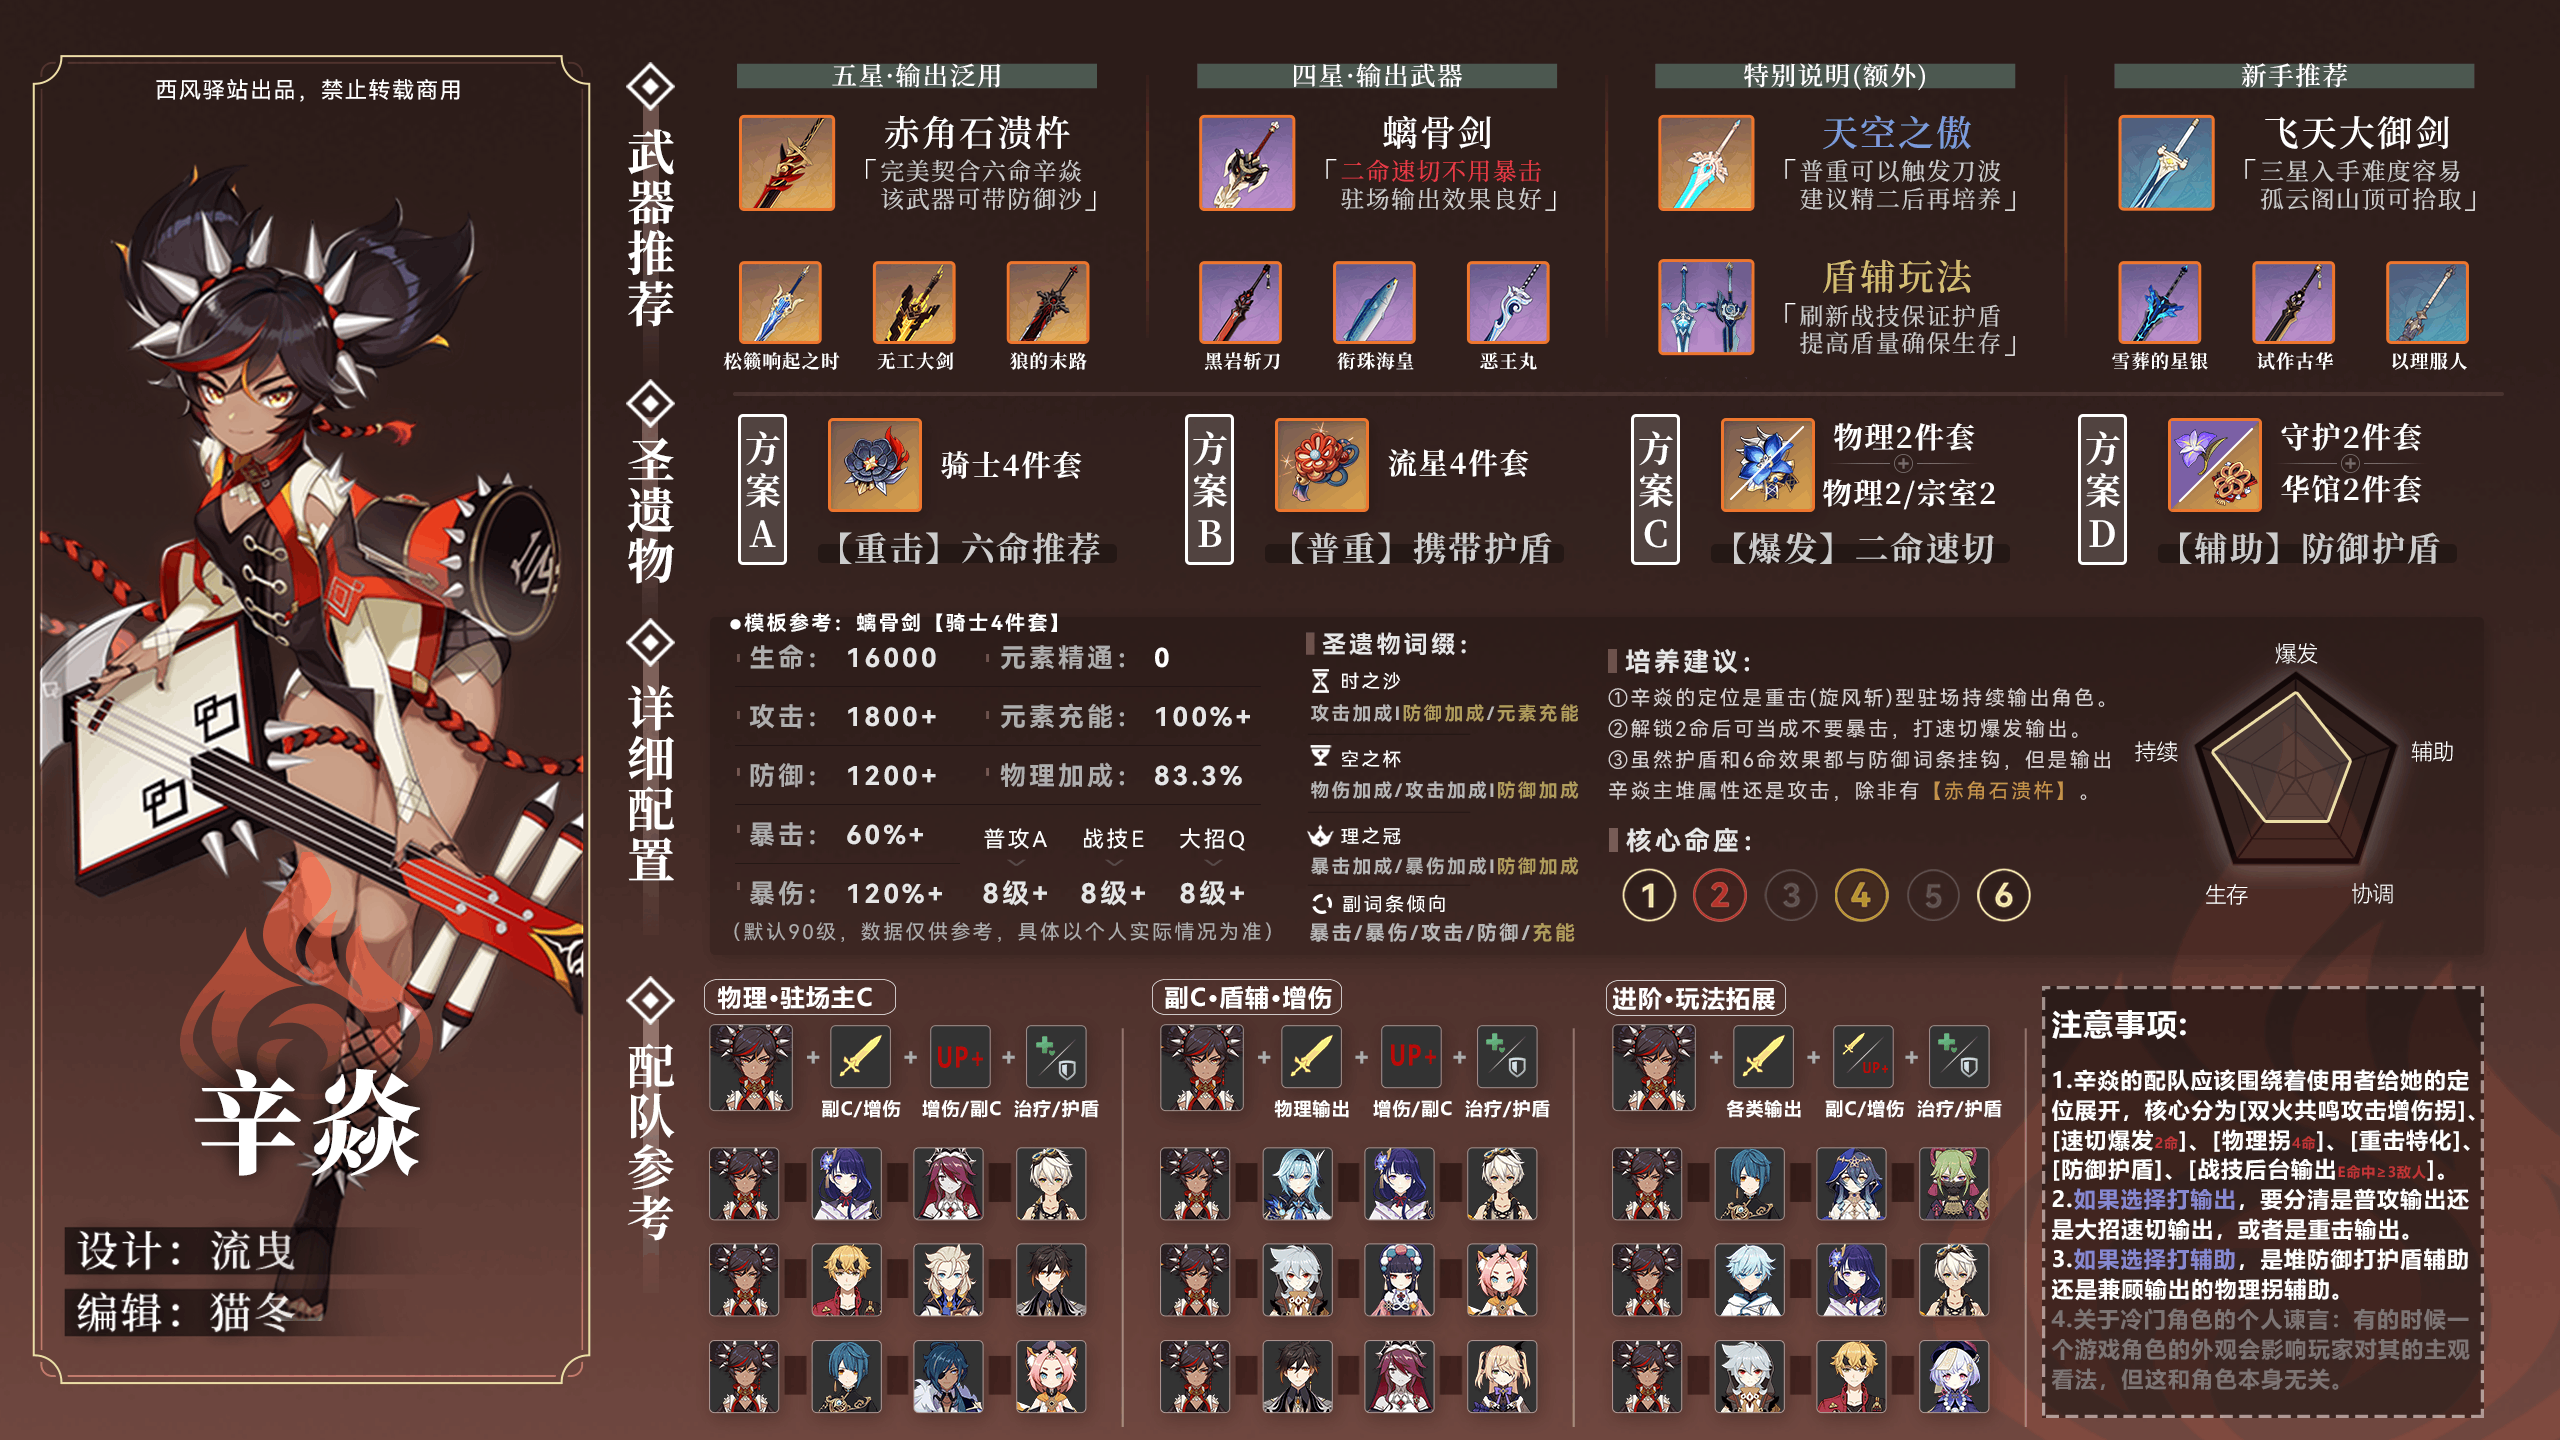 西风驿站出品，禁止转载商用
辛焱
设计：流曳
编辑：猫冬
武器推荐
五星·输出泛用
赤角石溃杵
「完美契合六命辛焱
该武器可带防御沙」
松籁响起之时
无工大剑
狼的末路
四星·输出武器
螭骨剑
「二命速切不用暴击
驻场输出效果良好」
黑岩斩刀
衔珠海皇
恶王丸
特别说明(额外)
天空之傲
「普重可以触发刀波
建议精二后再培养」
盾辅玩法
「刷新战技保证护盾
提高盾量确保生存」
新手推荐
飞天大御剑
「三星入手难度容易
孤云阁山顶可拾取」
雪葬的星银
试作古华
以理服人
圣遗物
方案A
骑士4件套
【重击】六命推荐
方案B
流星4件套
【普重】携带护盾
方案C
物理2件套
物理2/宗室2
【爆发】二命速切
方案D
守护2件套
华馆2件套
【辅助】防御护盾
详细配置
●模板参考：螭骨剑【骑士4件套】
生命： 16000 元素精通： 0
攻击： 1800+ 元素充能： 100%+
防御： 1200+ 物理加成： 83.3%
暴击： 60%+ 普攻A 战技E 大招Q
暴伤： 120%+ 8级+ 8级+ 8级+
（默认90级，数据仅供参考，具体以个人实际情况为准）
圣遗物词缀：
时之沙
攻击加成|防御加成/元素充能
空之杯
物伤加成/攻击加成|防御加成
理之冠
暴击加成/暴伤加成|防御加成
副词条倾向
暴击/暴伤/攻击/防御/充能
培养建议：
①辛焱的定位是重击(旋风斩)型驻场持续输出角色。
②解锁2命后可当成不要暴击，打速切爆发输出。
③虽然护盾和6命效果都与防御词条挂钩，但是输出
辛焱主堆属性还是攻击，除非有【赤角石溃杵】。
核心命座：
1 2 3 4 5 6
爆发
持续
辅助
生存
协调
配队参考
物理·驻场主C
UP+
副C/增伤 增伤/副C 治疗/护盾
副C·盾辅·增伤
UP+
物理输出 增伤/副C 治疗/护盾
进阶·玩法拓展
UP+
各类输出 副C/增伤 治疗/护盾
注意事项:
1.辛焱的配队应该围绕着使用者给她的定
位展开，核心分为[双火共鸣攻击增伤拐]、
[速切爆发2命]、[物理拐4命]、[重击特化]、
[防御护盾]、[战技后台输出E命中≥3敌人]。
2.如果选择打输出，要分清是普攻输出还
是大招速切输出，或者是重击输出。
3.如果选择打辅助，是堆防御打护盾辅助
还是兼顾输出的物理拐辅助。
4.关于冷门角色的个人谏言：有的时候一
个游戏角色的外观会影响玩家对其的主观
看法，但这和角色本身无关。